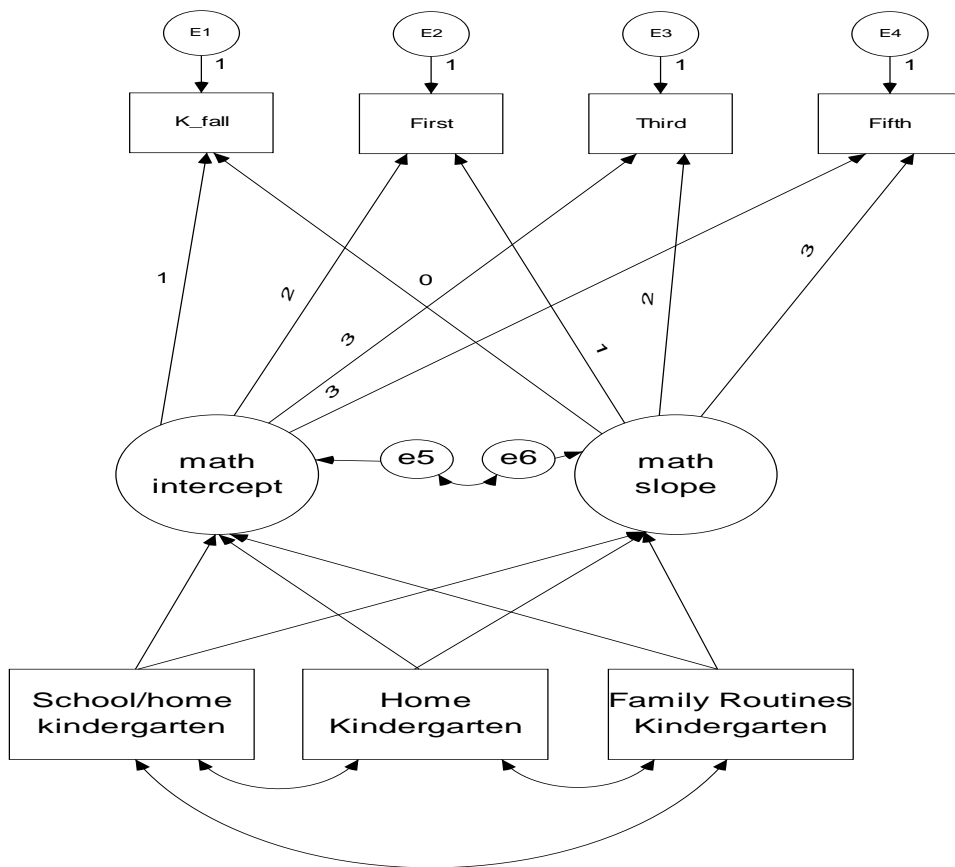 E1
E2
E3
E4
1
1
1
1
K_fall
First
Third
Fifth
1
2
3
3
0
1
2
3
math
intercept
e5
e6
math
slope
School/home
kindergarten
Home
Kindergarten
Family Routines
Kindergarten